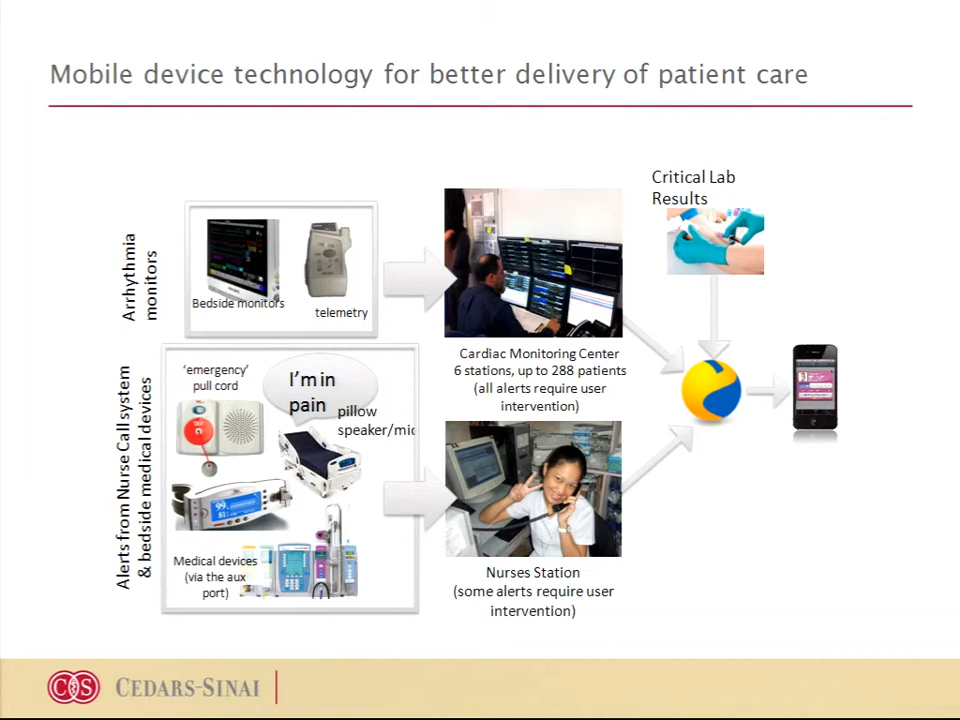 Mobile device technology for better delivery of patient care
Critical Lab
Results
Arrhythmia
monitors
Bedside monitors
telemetry
Cardiac Monitoring Center
6 stations, up to 288 patients
(all alerts require user
intervention)
Alerts from Nurse Call system
& bedside medical devices
‘emergency’
pull cord
I’m in
pain
pillow
speaker/mic
99
81
Medical devices
(via the aux
port)
Nurses Station
(some alerts require user
intervention)
CS
CEDARS-SINAI